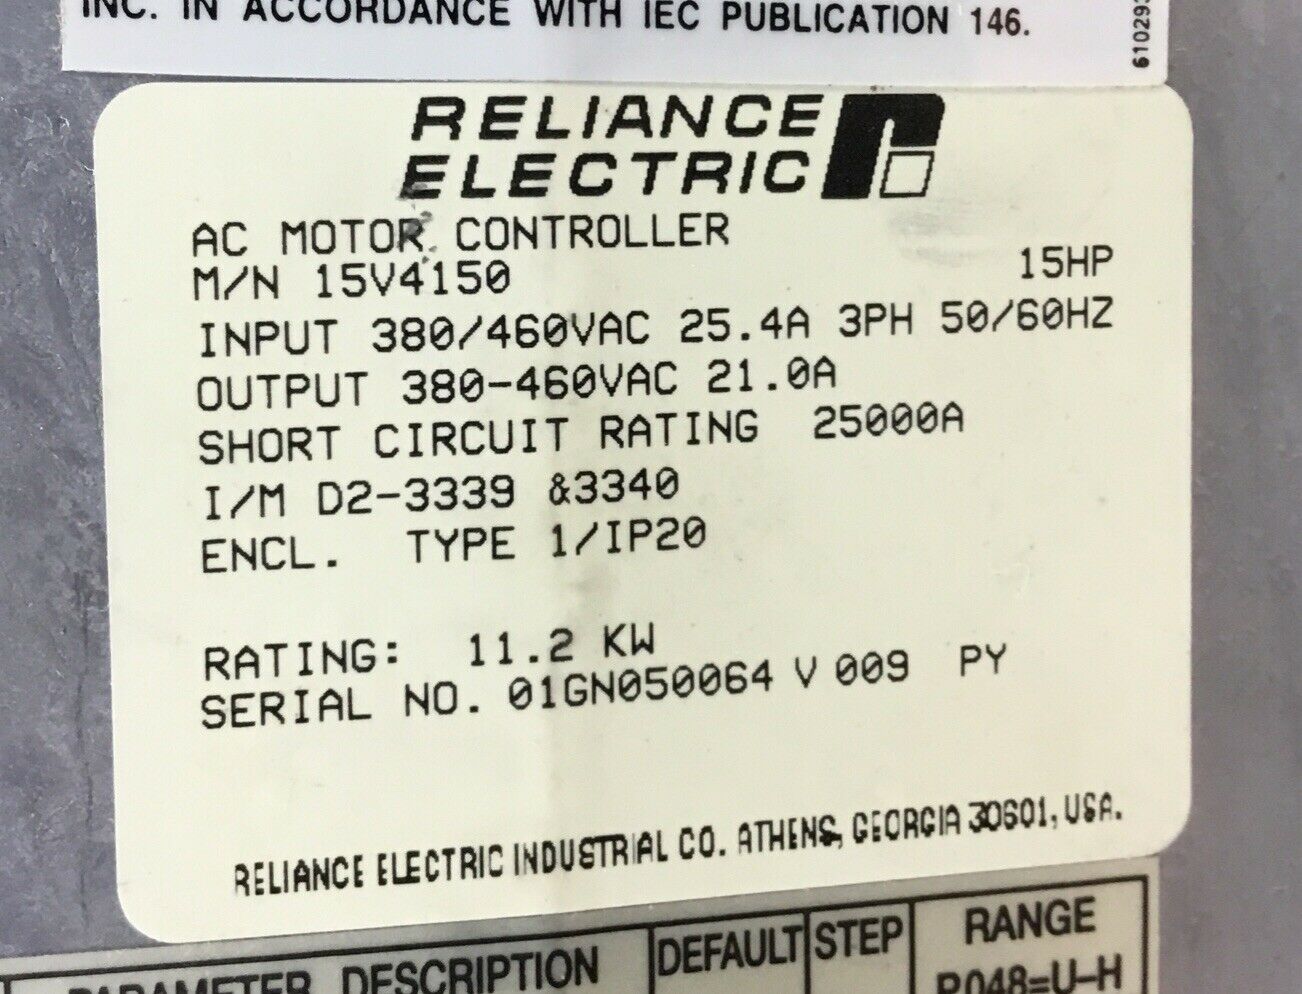 INC. IN ACCORDANCE WITH IEC PUBLICATION 146.
RELIANCE
ELECTRIC
AC MOTOR CONTROLLER
M/N 15V4150 15HP
INPUT 380/460VAC 25.4A 3PH 50/60HZ
OUTPUT 380-460VAC 21.0A
SHORT CIRCUIT RATING 25000A
I/M D2-3339 &3340
ENCL. TYPE 1/IP20
RATING: 11.2 KW
SERIAL NO. 01GN050064 V 009 PY
RELIANCE ELECTRIC INDUSTRIAL CO. ATHENS, GEORGIA 30601, USA.
PARAMETER DESCRIPTION DEFAULT STEP RANGE
P.048=U-H